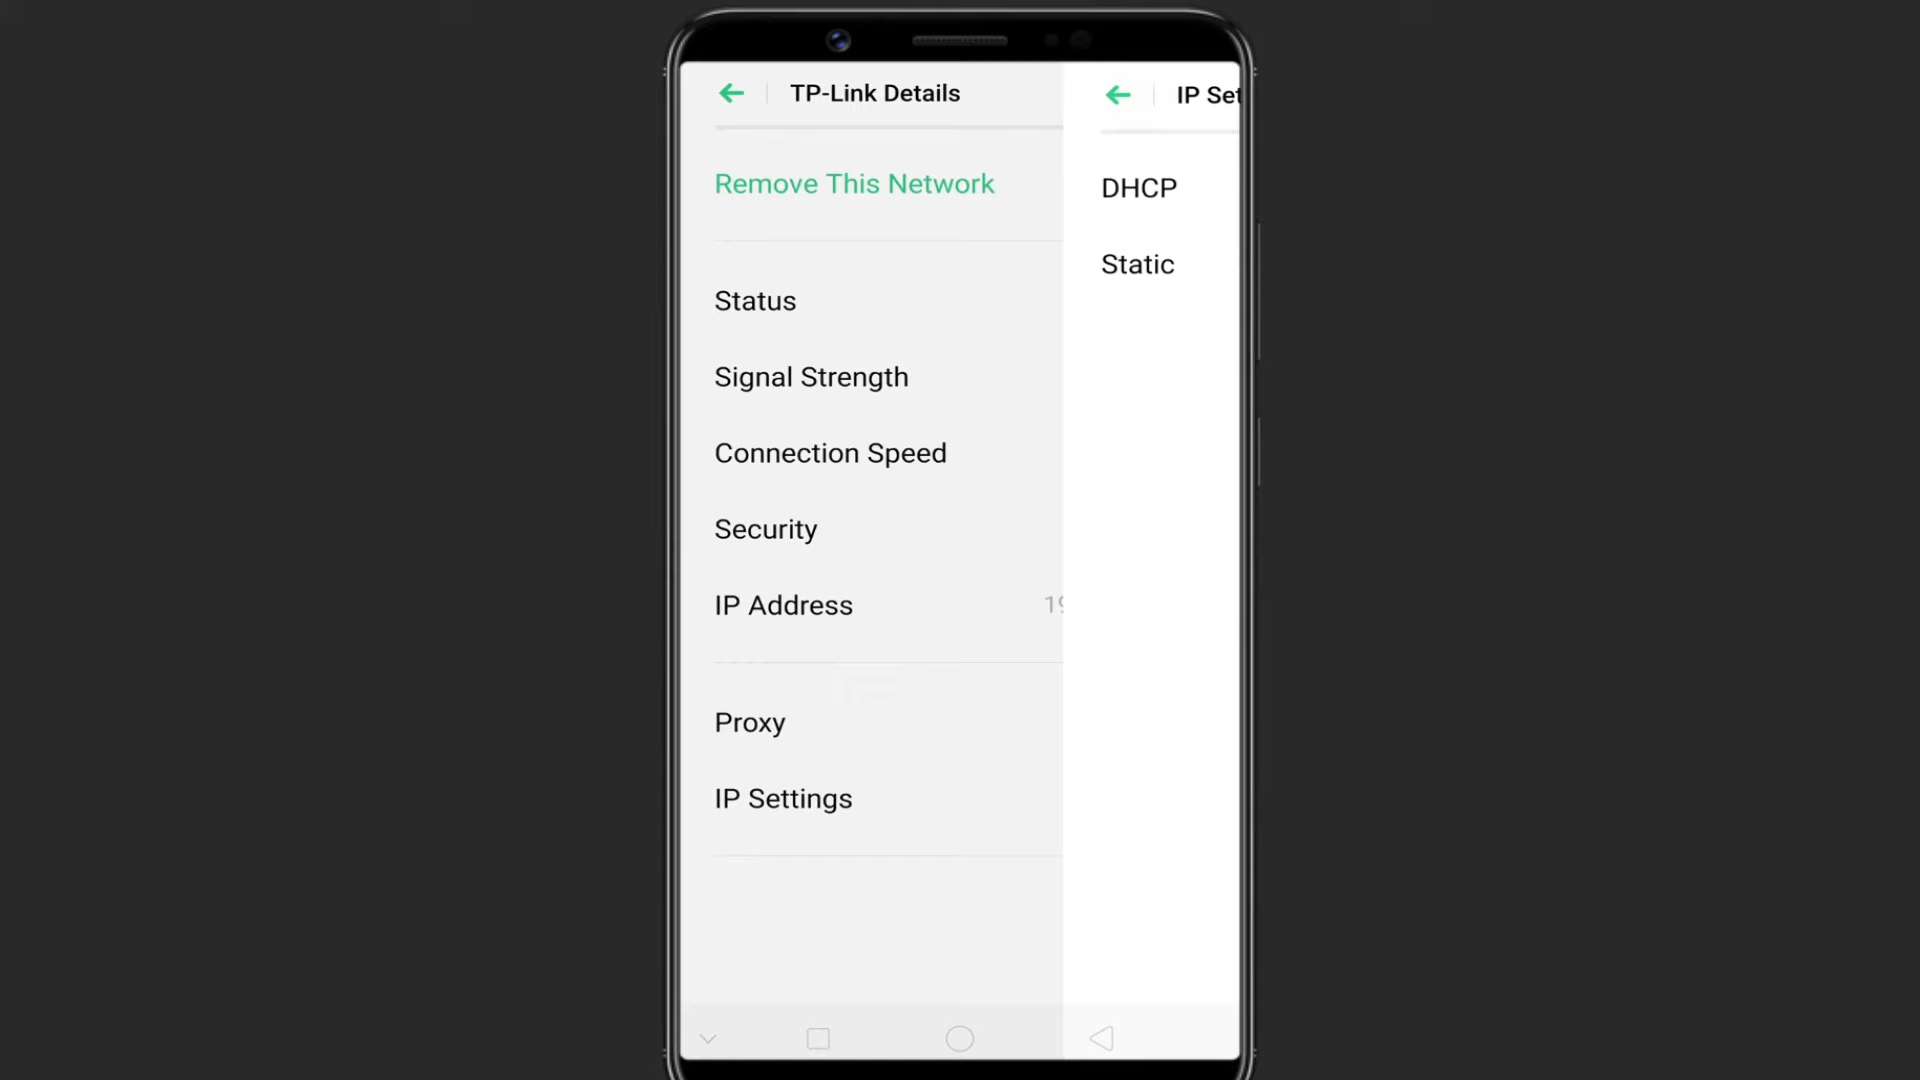 TP-Link Details
Remove This Network
Status
Signal Strength
Connection Speed
Security
IP Address
Proxy
IP Settings
IP Set
DHCP
Static